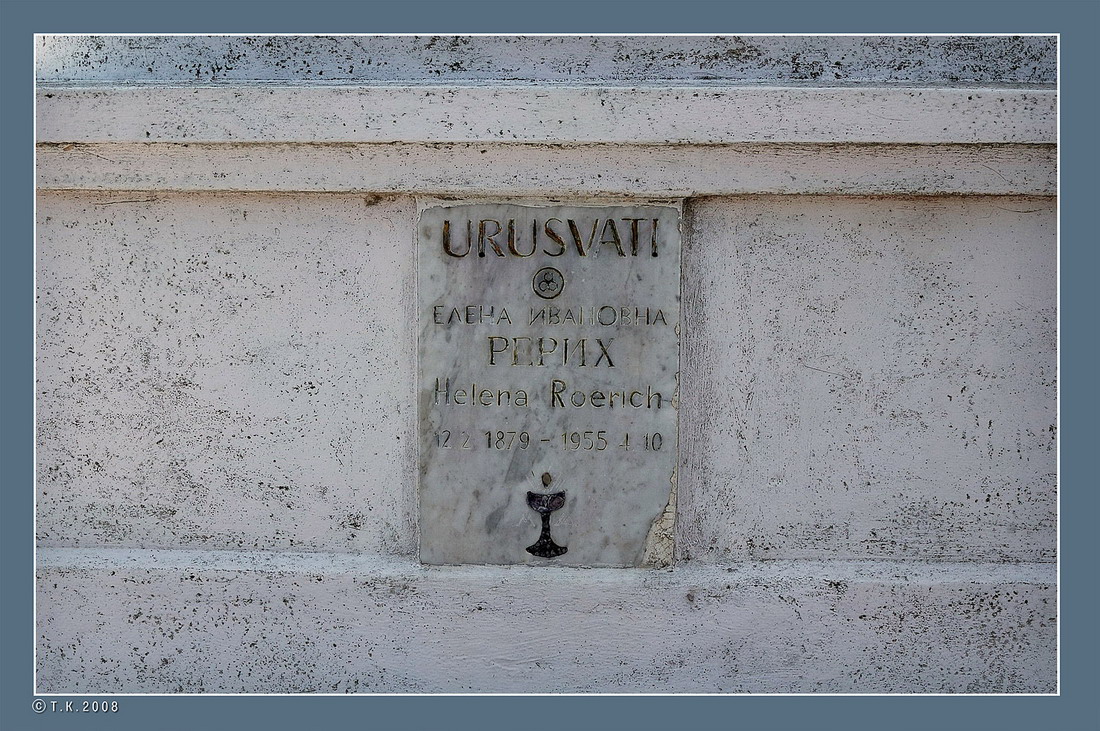 URUSVATI
ЕЛЕНА ИВАНОВНА
РЕРИХ
Helena Roerich
12 2 1879 - 1955 4 10
© T.K. 2008